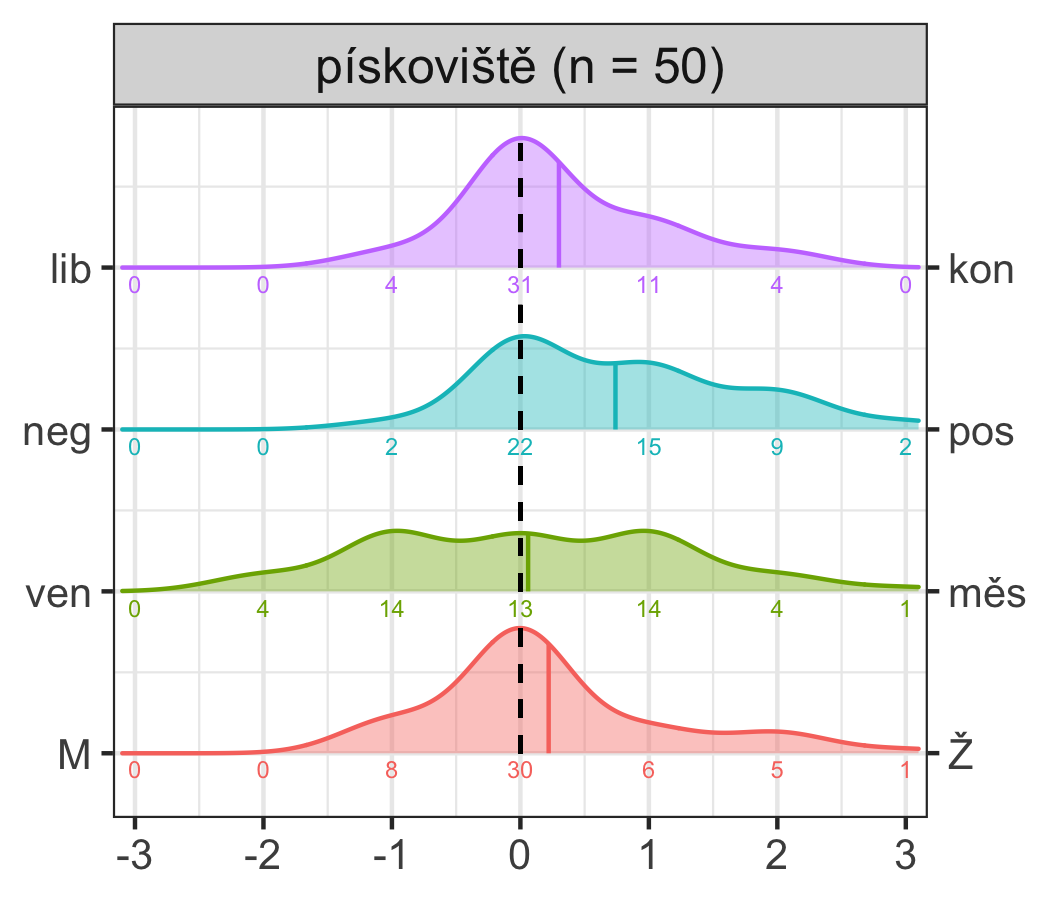 pískoviště (n = 50)
lib kon
0 0 4 31 11 4 0
neg pos
0 0 2 22 15 9 2
ven měs
0 4 14 13 14 4 1
M Ž
0 0 8 30 6 5 1
-3 -2 -1 0 1 2 3